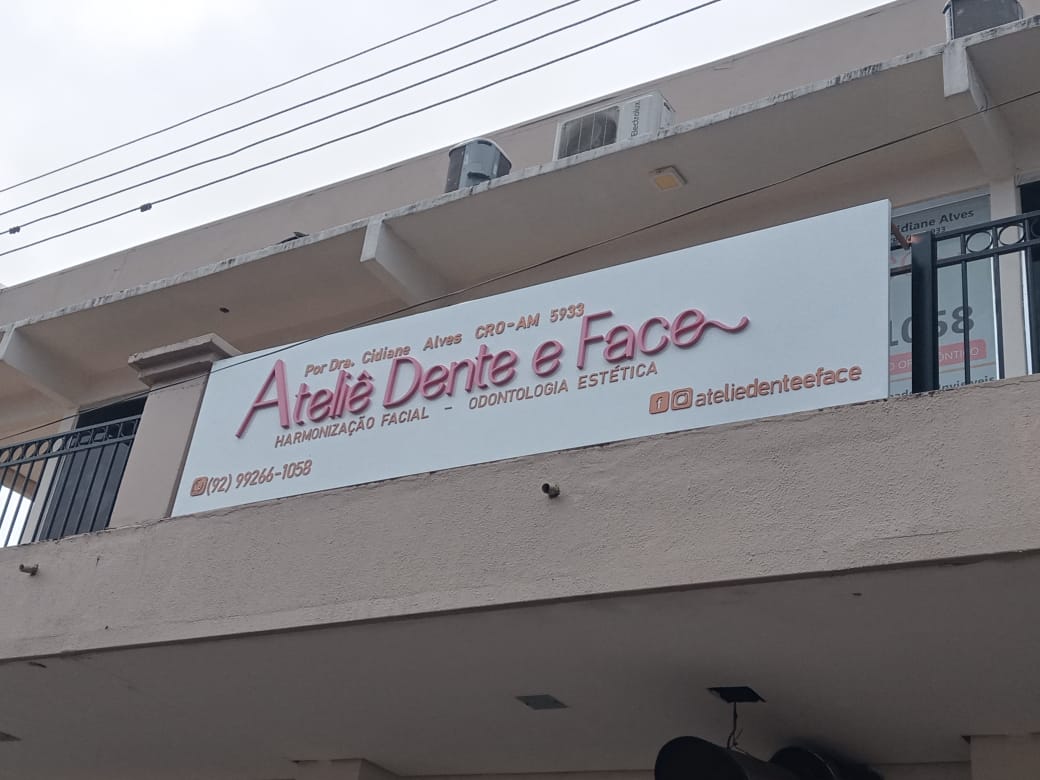 Por Dra. Cidiane Alves CRO-AM 5933
Ateliê Dente e Face
HARMONIZAÇÃO FACIAL - ODONTOLOGIA ESTÉTICA
(92) 99266-1058
ateliedenteeface
Electrolux
Alves